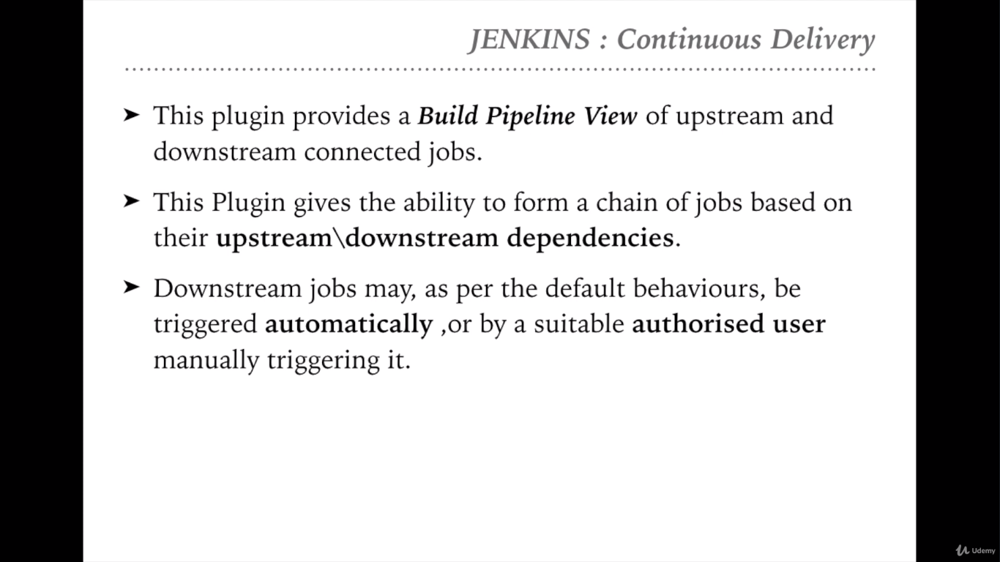 JENKINS : Continuous Delivery
➤ This plugin provides a Build Pipeline View of upstream and
downstream connected jobs.
➤ This Plugin gives the ability to form a chain of jobs based on
their upstream\downstream dependencies.
➤ Downstream jobs may, as per the default behaviours, be
triggered automatically ,or by a suitable authorised user
manually triggering it.
Udemy